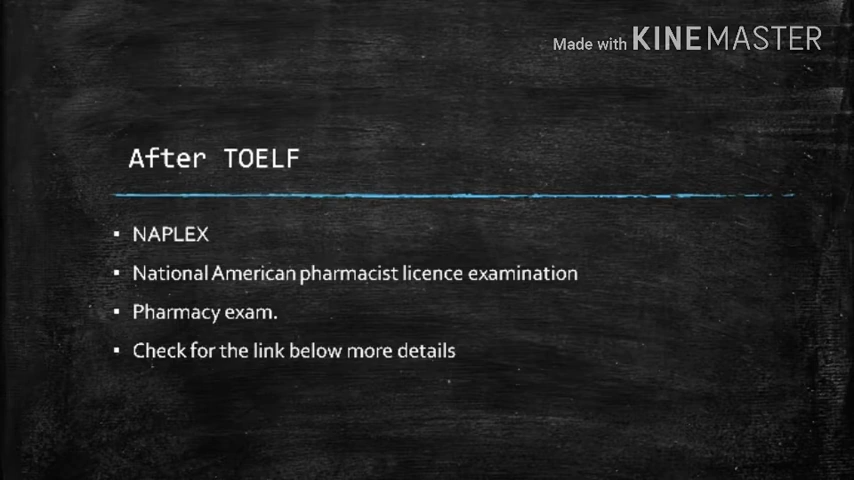 Made with KINEMASTER
After TOELF
NAPLEX
National American pharmacist licence examination
Pharmacy exam.
Check for the link below more details